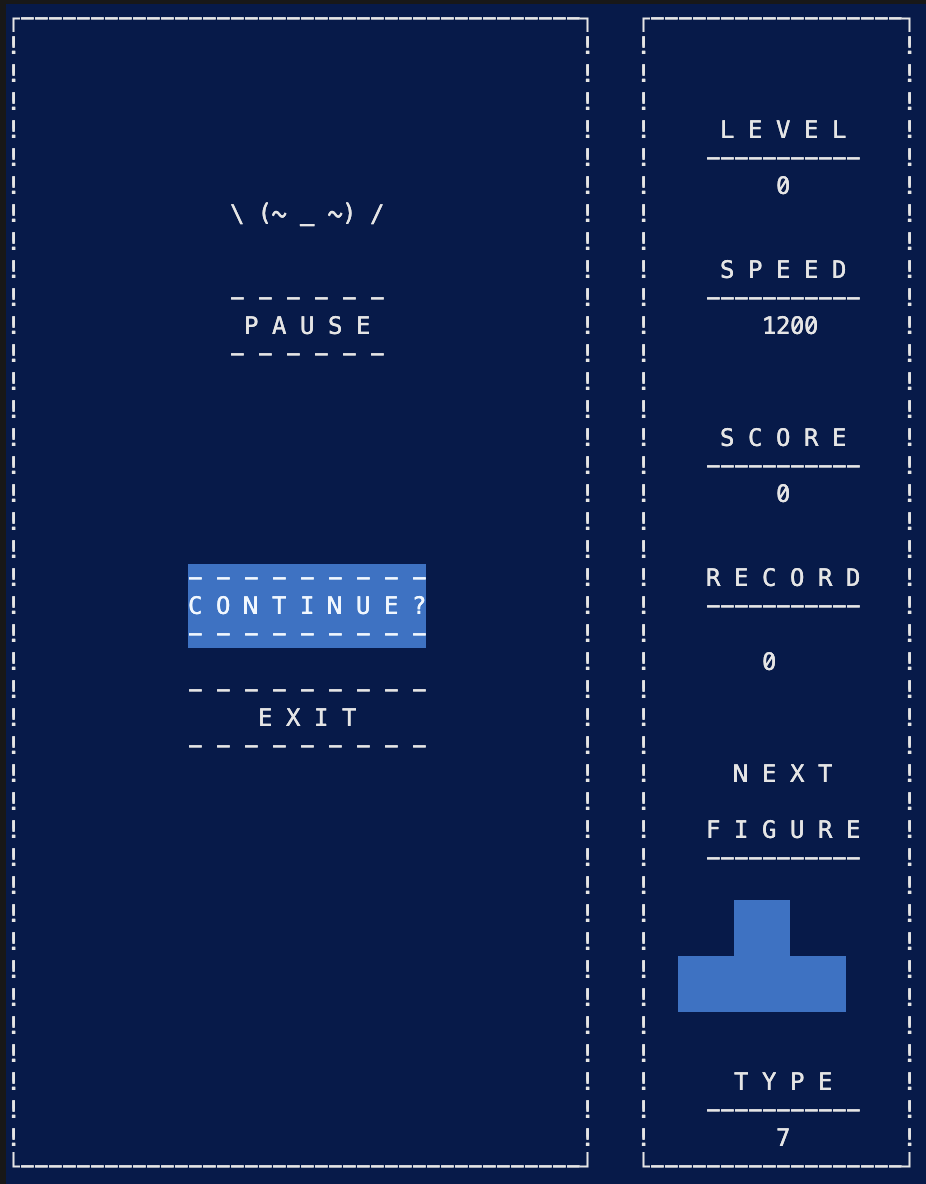 \ (~ _ ~) /
P A U S E
C O N T I N U E ?
E X I T
L E V E L
0
S P E E D
1200
S C O R E
0
R E C O R D
0
N E X T
F I G U R E
T Y P E
7